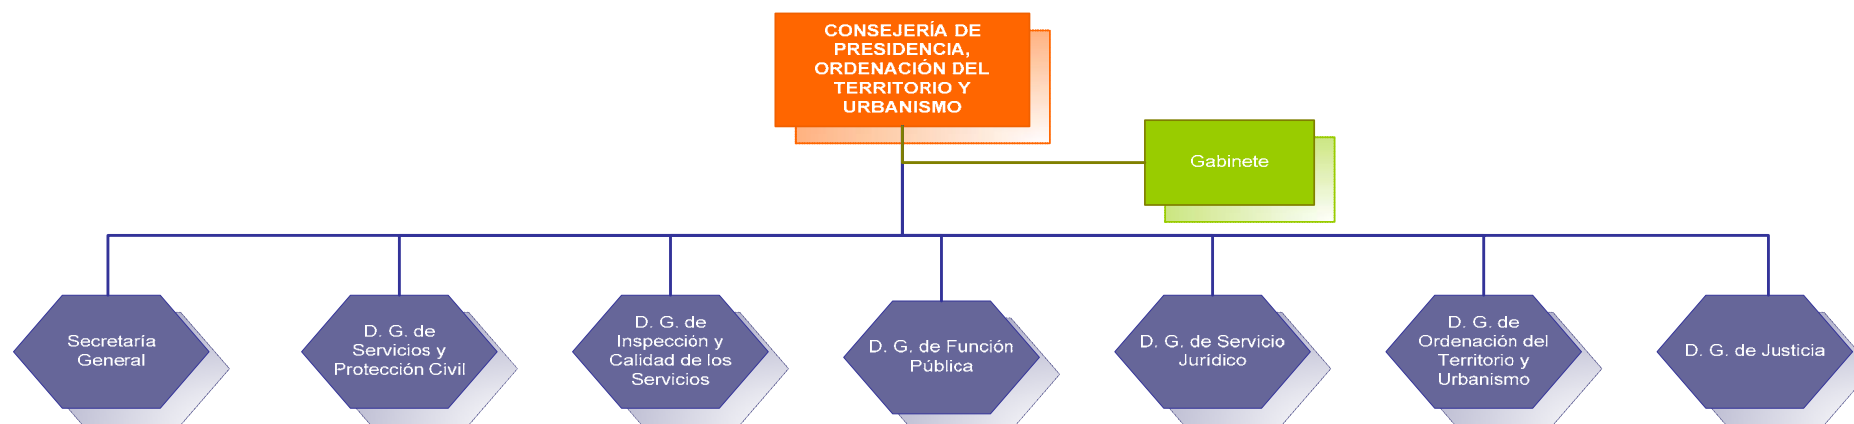 CONSEJERÍA DE
PRESIDENCIA,
ORDENACIÓN DEL
TERRITORIO Y
URBANISMO
Gabinete
Secretaría
General
D. G. de
Servicios y
Protección Civil
D. G. de
Inspección y
Calidad de los
Servicios
D. G. de Función
Pública
D. G. de Servicio
Jurídico
D. G. de
Ordenación del
Territorio y
Urbanismo
D. G. de Justicia